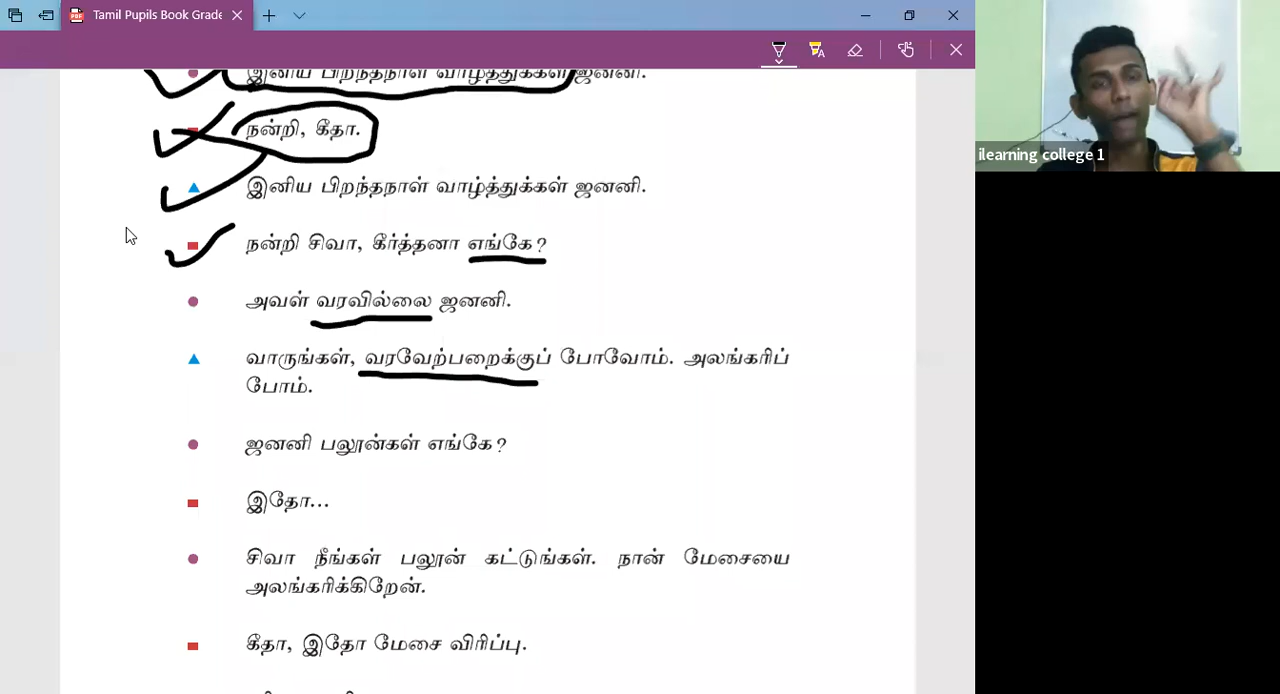 Tamil Pupils Book Grade
இனிய பிறந்தநாள் வாழ்த்துக்கள் ஜனனி.
நன்றி, கீதா.
இனிய பிறந்தநாள் வாழ்த்துக்கள் ஜனனி.
நன்றி சிவா, கீர்த்தனா எங்கே?
அவள் வரவில்லை ஜனனி.
வாருங்கள், வரவேற்பறைக்குப் போவோம். அலங்கரிப்
போம்.
ஜனனி பலூன்கள் எங்கே?
இதோ...
சிவா நீங்கள் பலூன் கட்டுங்கள். நான் மேசையை
அலங்கரிக்கிறேன்.
கீதா, இதோ மேசை விரிப்பு.
ilearning college 1